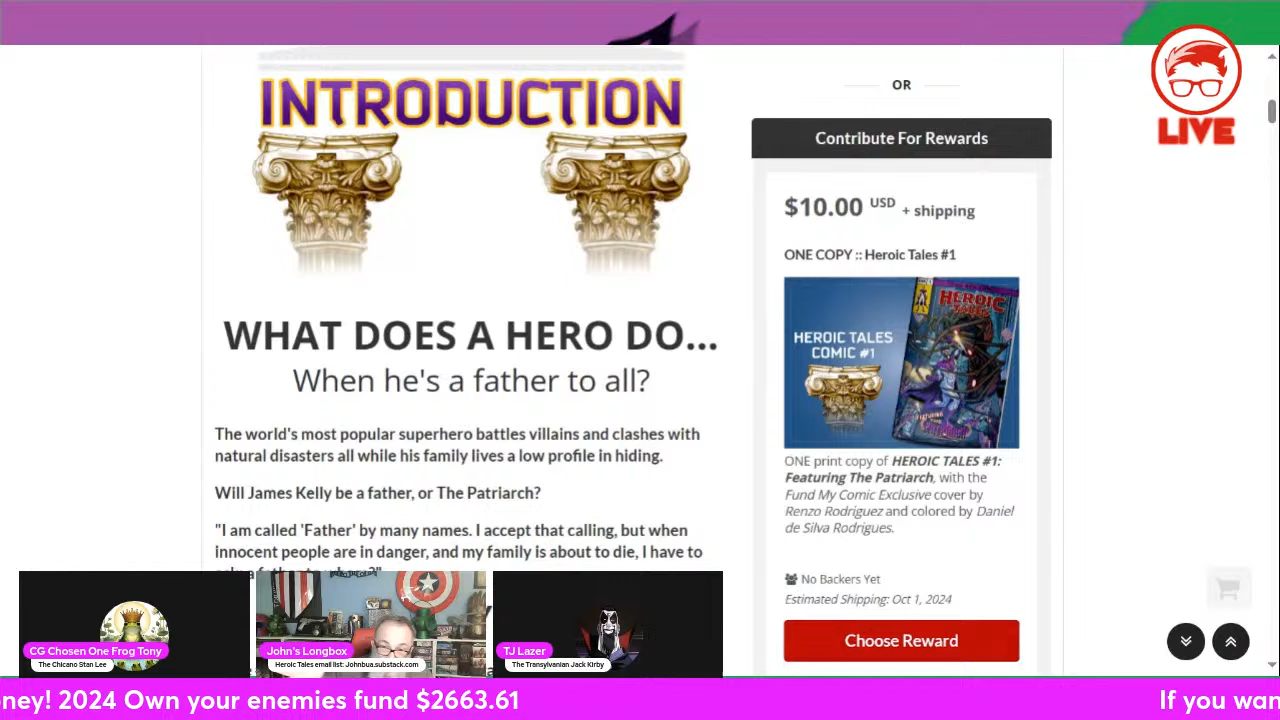 LIVE
INTRODUCTION
WHAT DOES A HERO DO...
When he's a father to all?
The world's most popular superhero battles villains and clashes with
natural disasters all while his family lives a low profile in hiding.
Will James Kelly be a father, or The Patriarch?
"I am called 'Father' by many names. I accept that calling, but when
innocent people are in danger, and my family is about to die, I have to
OR
Contribute For Rewards
$10.00 USD + shipping
ONE COPY :: Heroic Tales #1
HEROIC TALES
COMIC #1
HEROIC
TALES
ONE print copy of HEROIC TALES #1:
Featuring The Patriarch, with the
Fund My Comic Exclusive cover by
Renzo Rodriguez and colored by Daniel
de Silva Rodrigues.
No Backers Yet
Estimated Shipping: Oct 1, 2024
Choose Reward
CG Chosen One Frog Tony
The Chicano Stan Lee
John's Longbox
Heroic Tales email list: Johnbua.substack.com
TJ Lazer
The Transylvanian Jack Kirby
ney! 2024 Own your enemies fund $2663.61
If you wan